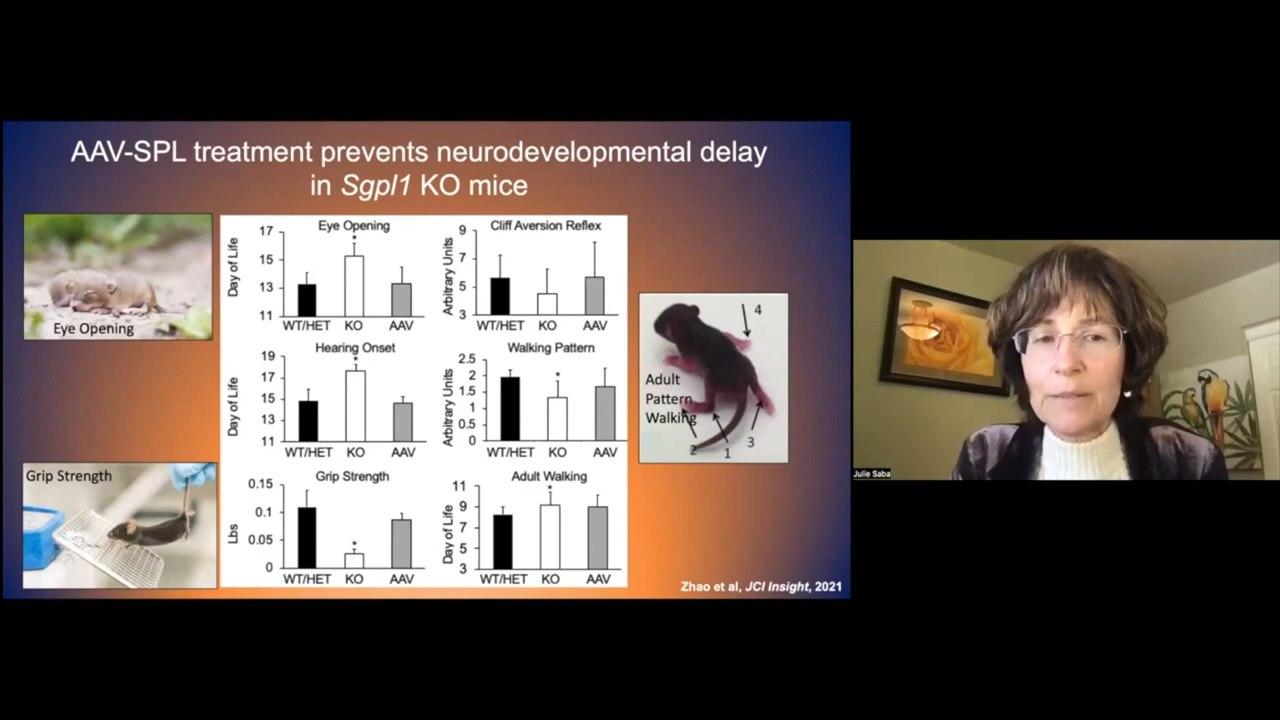 AAV-SPL treatment prevents neurodevelopmental delay
in Sgpl1 KO mice
Eye Opening
Grip Strength
Eye Opening
17
15
13
11
Day of Life
*
WT/HET KO AAV
Cliff Aversion Reflex
9
7
5
3
Arbitrary Units
WT/HET KO AAV
Hearing Onset
19
17
15
13
11
Day of Life
*
WT/HET KO AAV
Walking Pattern
2.5
2
1.5
1
0.5
0
Arbitrary Units
*
WT/HET KO AAV
Grip Strength
0.15
0.1
0.05
0
Lbs
*
WT/HET KO AAV
Adult Walking
11
9
7
5
3
Day of Life
*
WT/HET KO AAV
4
Adult
Pattern
Walking
2 1 3
Zhao et al, JCI Insight, 2021
Julie Saba